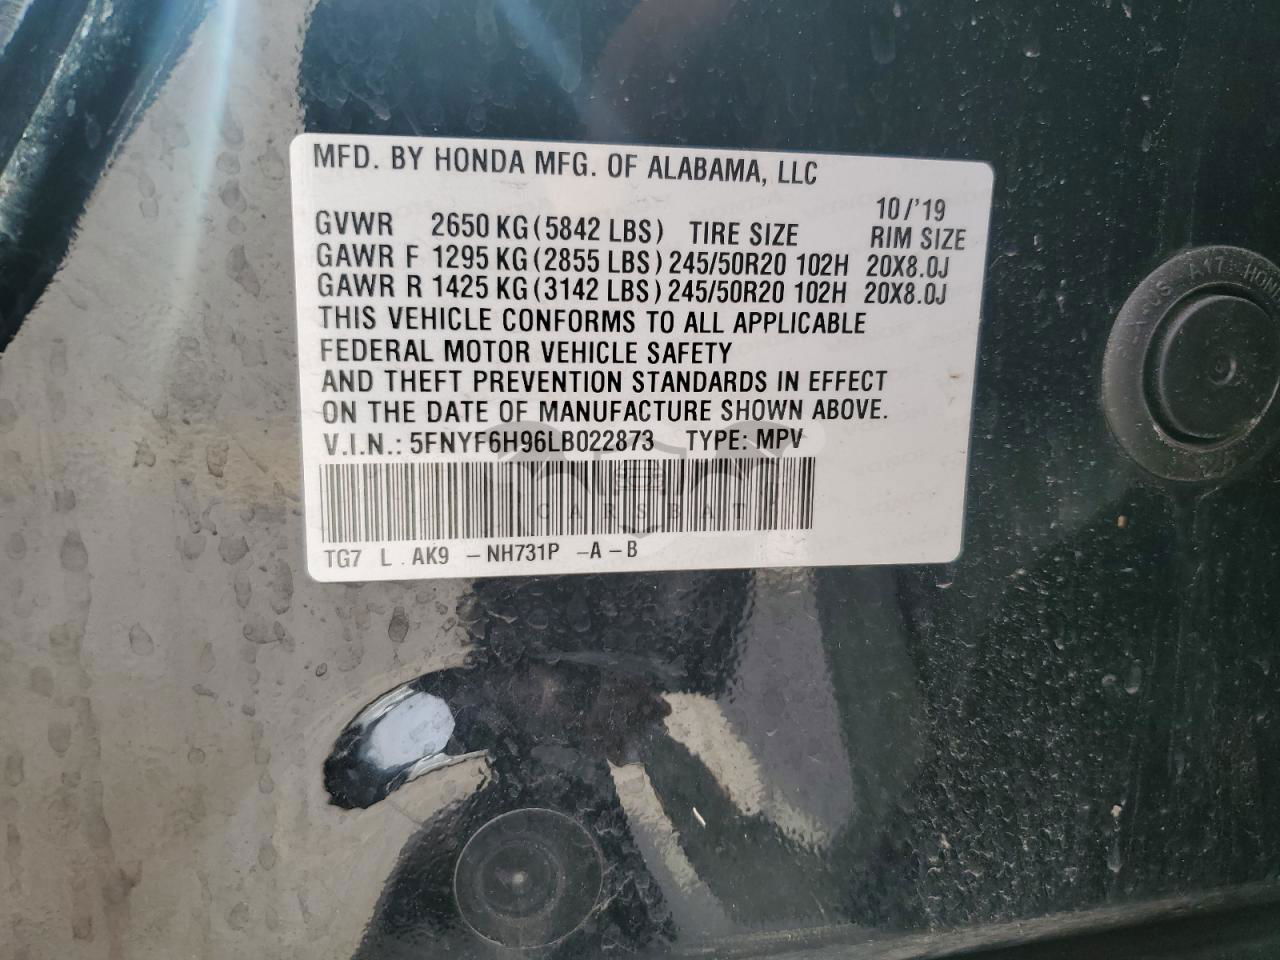 MFD. BY HONDA MFG. OF ALABAMA, LLC
10/'19
GVWR 2650 KG (5842 LBS) TIRE SIZE RIM SIZE
GAWR F 1295 KG (2855 LBS) 245/50R20 102H 20X8.0J
GAWR R 1425 KG (3142 LBS) 245/50R20 102H 20X8.0J
THIS VEHICLE CONFORMS TO ALL APPLICABLE
FEDERAL MOTOR VEHICLE SAFETY
AND THEFT PREVENTION STANDARDS IN EFFECT
ON THE DATE OF MANUFACTURE SHOWN ABOVE.
V.I.N.: 5FNYF6H96LB022873 TYPE: MPV
CARSBAT
TG7 L AK9 -NH731P -A-B
A17